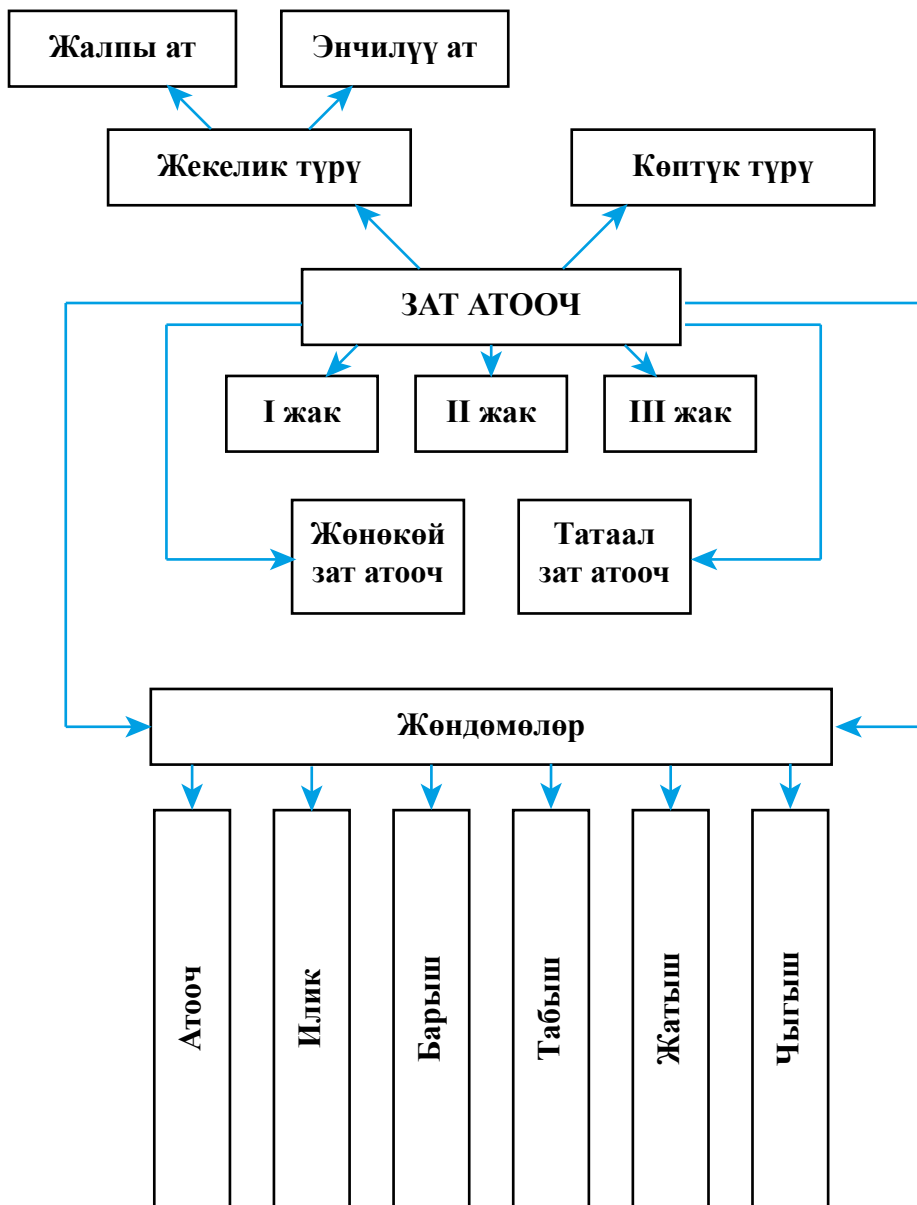 Жалпы ат
Энчилүү ат
Жекелик түрү
Көптүк түрү
ЗАТ АТООЧ
I жак
II жак
III жак
Жөнөкөй
зат атооч
Татаал
зат атооч
Жөндөмөлөр
Атооч
Илик
Барыш
Табыш
Жатыш
Чыгыш